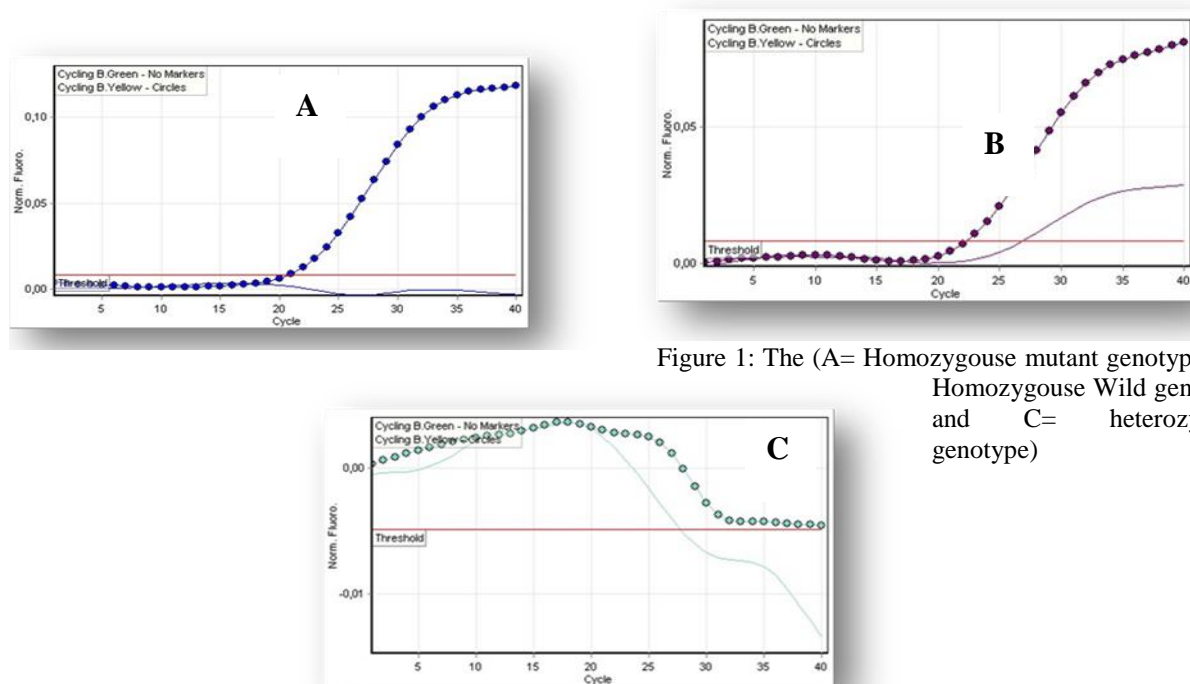 Cycling B.Green - No Markers
Cycling B.Yellow - Circles
A
0,10
0,05
0,00
Norm. Fluoro.
Threshold
5 10 15 20 25 30 35 40
Cycle
Cycling B.Green - No Markers
Cycling B.Yellow - Circles
B
0,05
0,00
Norm. Fluoro.
Threshold
5 10 15 20 25 30 35 40
Cycle
Figure 1: The (A= Homozygouse mutant genotyp
Homozygouse Wild gen
and C= heterozy
genotype)
Cycling B.Green - No Markers
Cycling B.Yellow - Circles
C
0,00
-0,01
Norm. Fluoro.
Threshold
5 10 15 20 25 30 35 40
Cycle